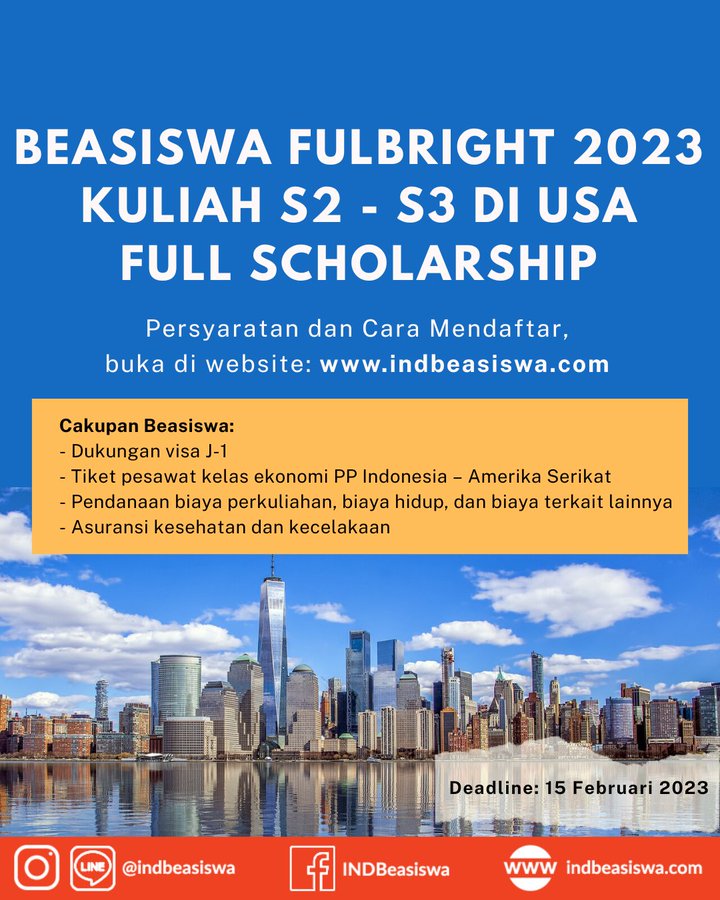 BEASISWA FULBRIGHT 2023
KULIAH S2 - S3 DI USA
FULL SCHOLARSHIP
Persyaratan dan Cara Mendaftar,
buka di website: www.indbeasiswa.com
Cakupan Beasiswa:
- Dukungan visa J-1
- Tiket pesawat kelas ekonomi PP Indonesia – Amerika Serikat
- Pendanaan biaya perkuliahan, biaya hidup, dan biaya terkait lainnya
- Asuransi kesehatan dan kecelakaan
Deadline: 15 Februari 2023
LINE @indbeasiswa
INDBeasiswa
WWW indbeasiswa.com